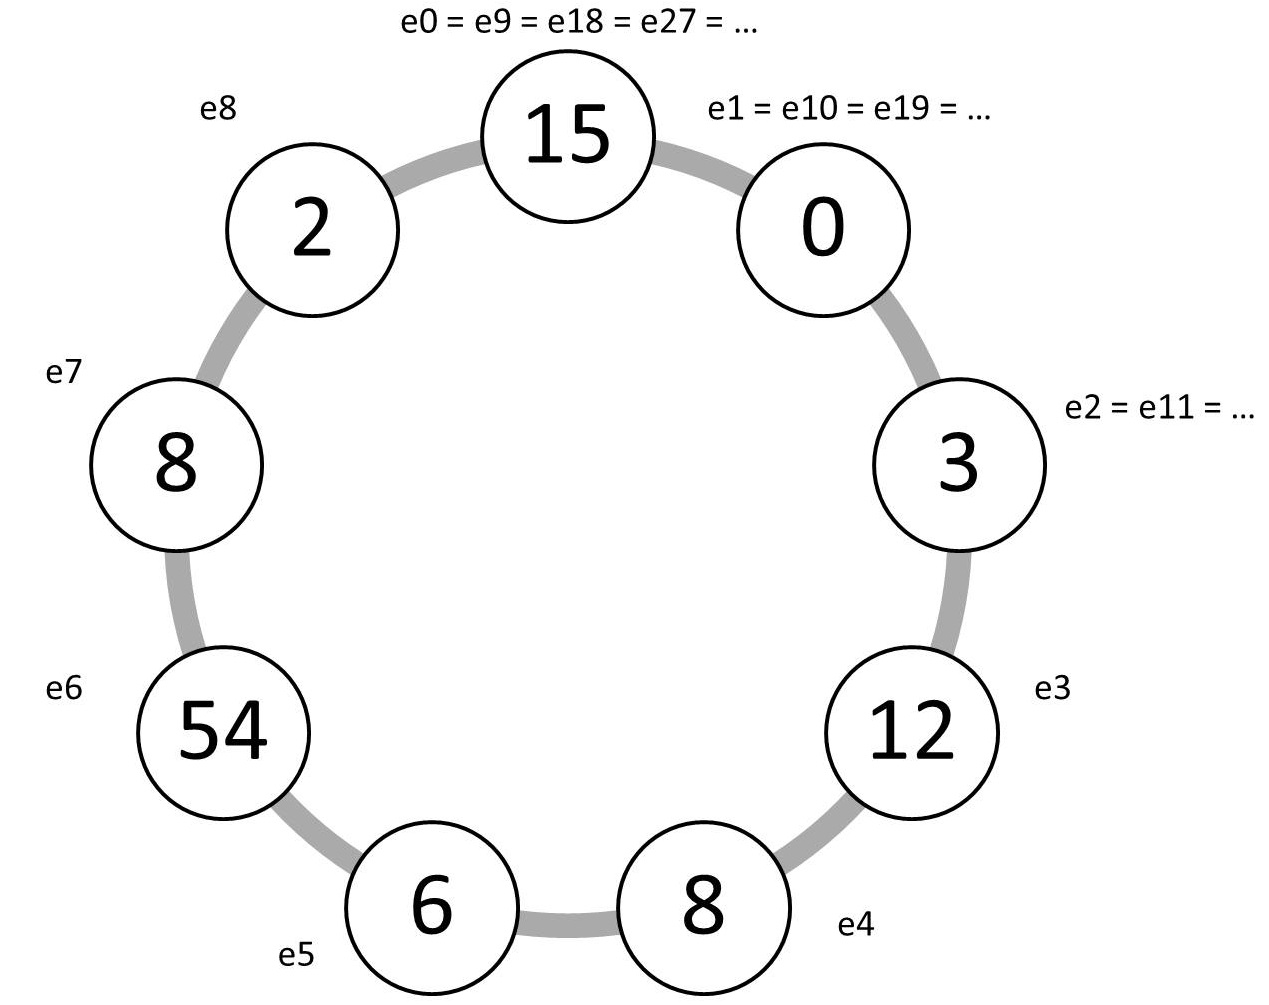 e0 = e9 = e18 = e27 = ...
15
e8
e1 = e10 = e19 = ...
2
0
e7
e2 = e11 = ...
8
3
e6
e3
54
12
6
8
e4
e5